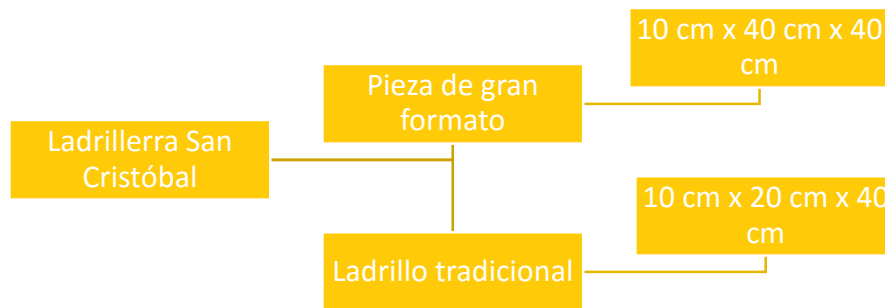 Ladrillerra San
Cristóbal
Pieza de gran
formato
10 cm x 40 cm x 40
cm
Ladrillo tradicional
10 cm x 20 cm x 40
cm